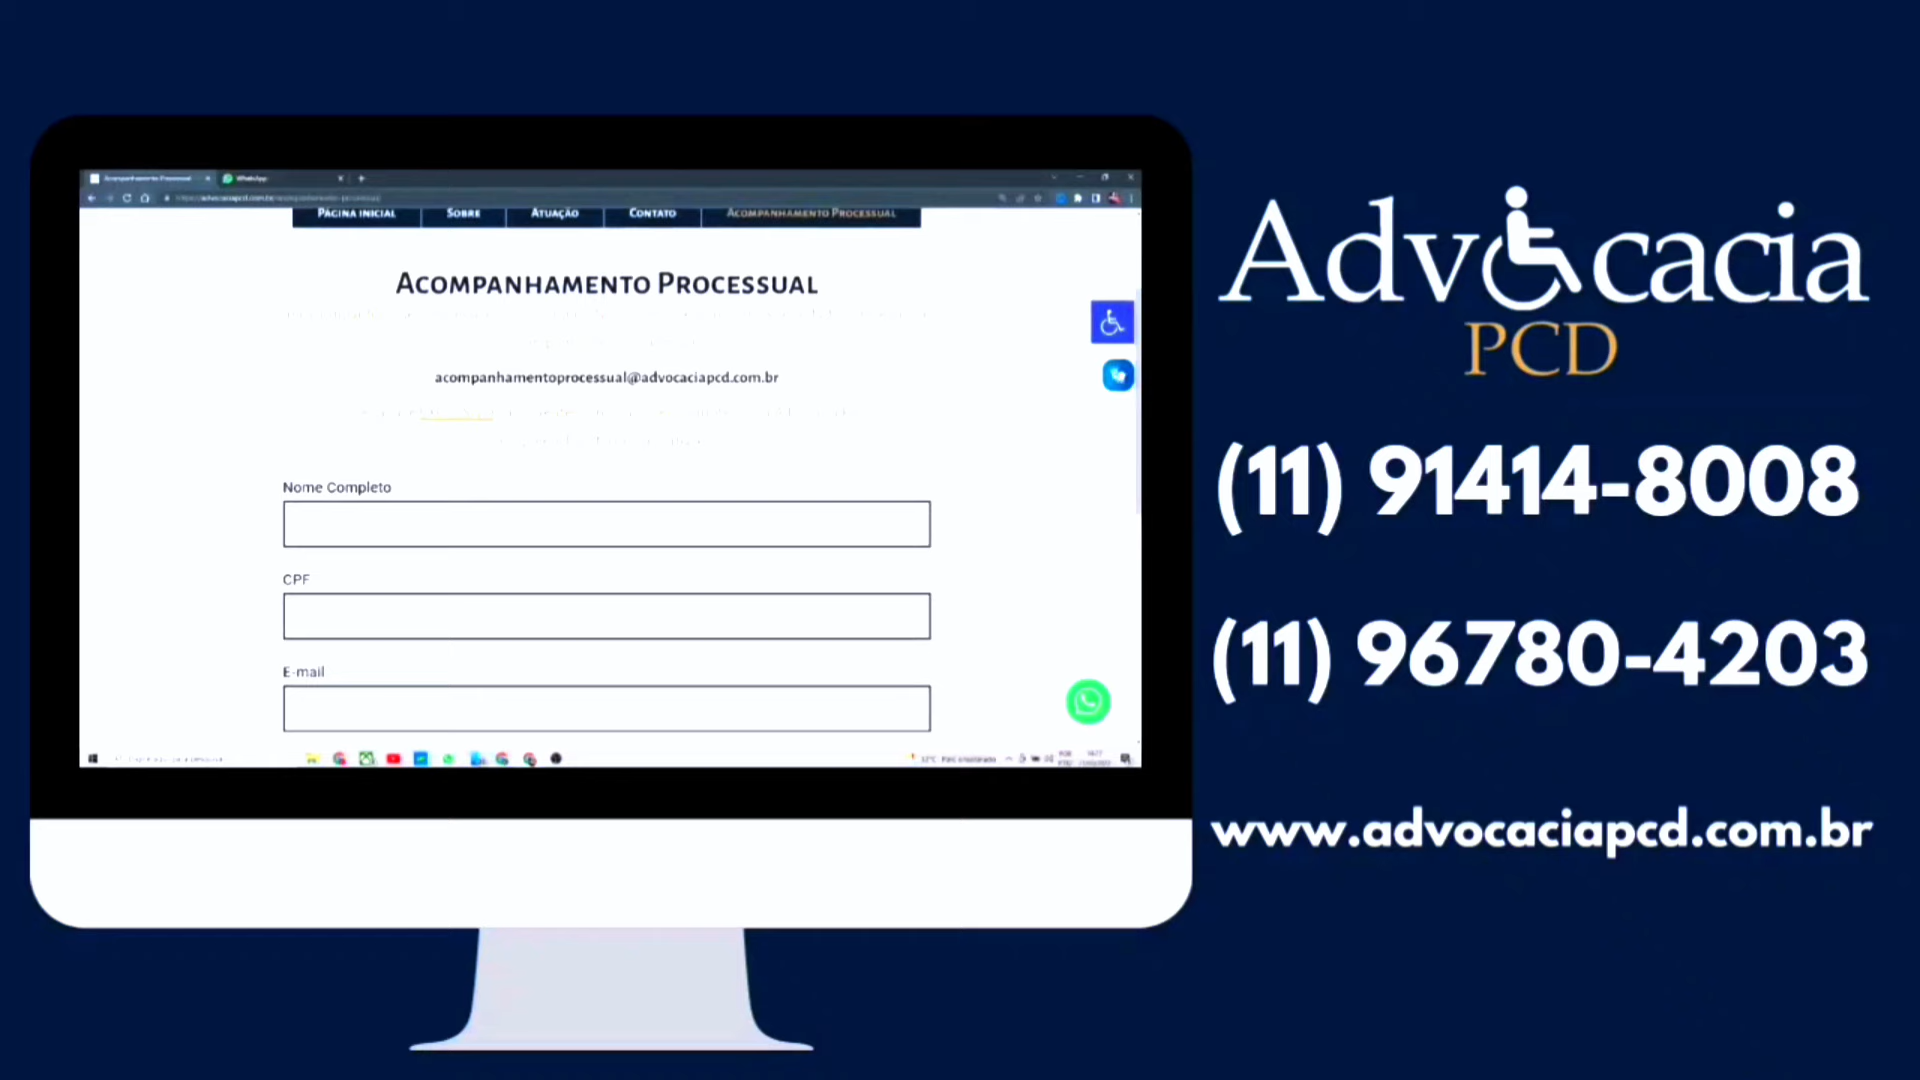 WhatsApp
PÁGINA INICIAL
SOBRE
ATUAÇÃO
CONTATO
ACOMPANHAMENTO PROCESSUAL
ACOMPANHAMENTO PROCESSUAL
acompanhamentoprocessual@advocaciapcd.com.br
Nome Completo
CPF
E-mail
Advocacia
PCD
(11) 91414-8008
(11) 96780-4203
www.advocaciapcd.com.br